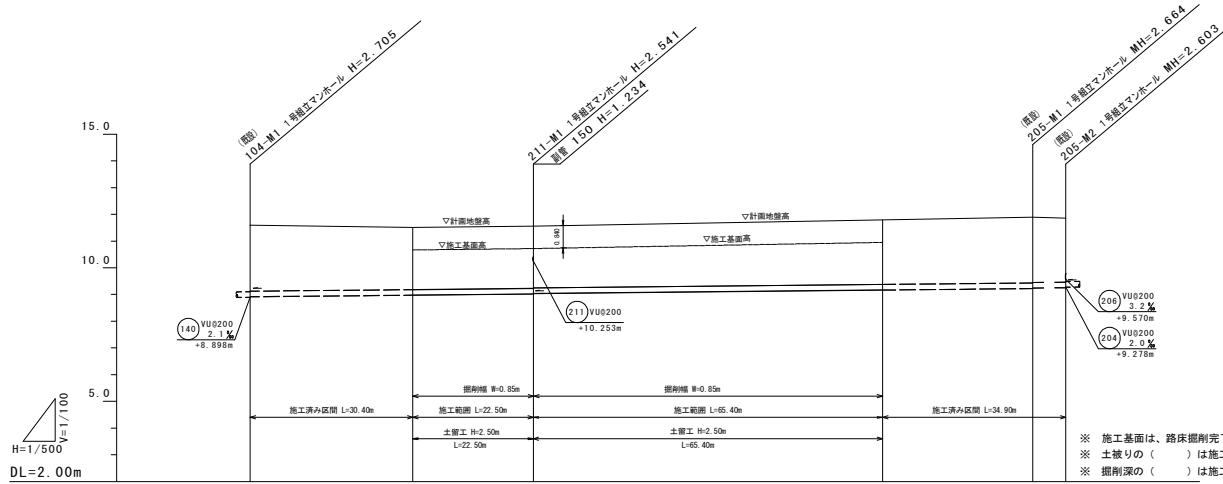 (既設)
104-M1 1号組立マンホール H=2.705
211-M1 1号組立マンホール H=2.541
副管 150 H=1.234
(既設)
205-M1 1号組立マンホール MH=2.664
(既設)
205-M2 1号組立マンホール MH=2.603
15.0
▽計画地盤高
▽計画地盤高
0.840
▽施工基面高
▽施工基面高
10.0
140 VU@200
2.1‰
+8.898m
211 VU@200
+10.253m
206 VU@200
3.2‰
+9.570m
204 VU@200
2.0‰
+9.278m
5.0
掘削幅 W=0.85m
掘削幅 W=0.85m
施工済み区間 L=30.40m
施工範囲 L=22.50m
施工範囲 L=65.40m
施工済み区間 L=34.90m
土留工 H=2.50m
L=22.50m
土留工 H=2.50m
L=65.40m
V=1/100
H=1/500
DL=2.00m
※ 施工基面は、路床掘削完
※ 土被りの( )は施工
※ 掘削深の( )は施工